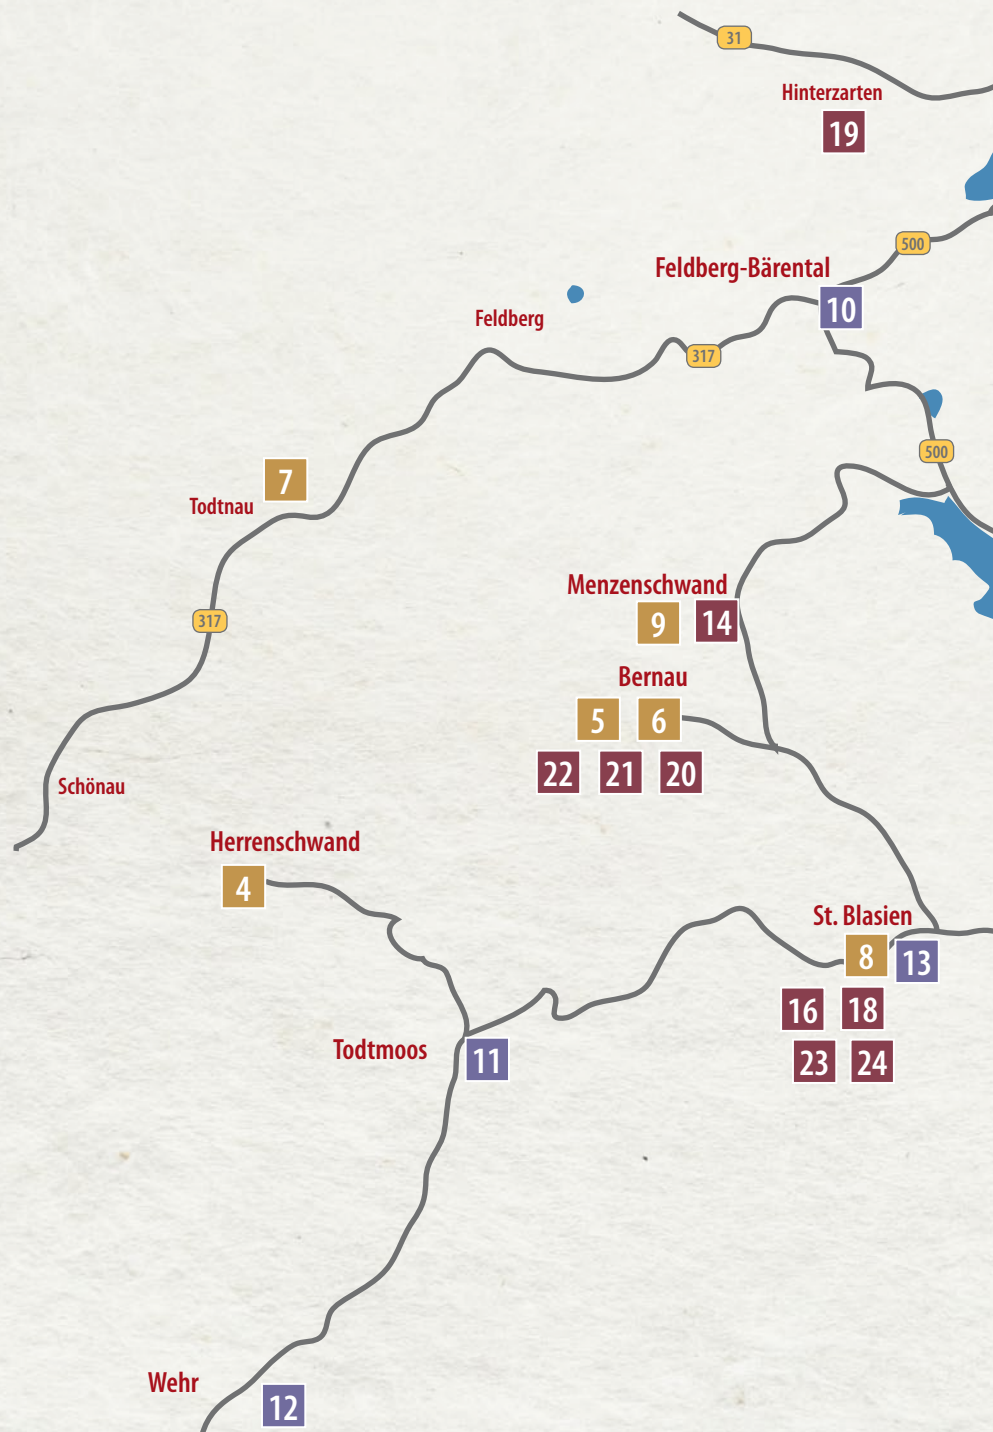 31
Hinterzarten
19
500
Feldberg-Bärental
10
Feldberg
317
500
7
Todtnau
Menzenschwand
9 14
317
Bernau
5 6
22 21 20
Schönau
Herrenschwand
4
St. Blasien
8 13
16 18
Todtmoos
11
23 24
Wehr
12